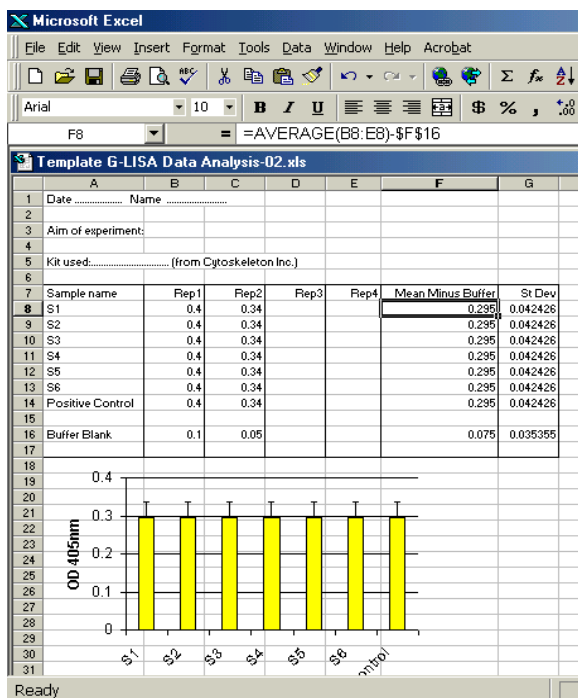 Microsoft Excel
File Edit View Insert Format Tools Data Window Help Acrobat
Arial 10 B I U $ % , .00
F8 = =AVERAGE(B8:E8)-$F$16
Template G-LISA Data Analysis-02.xls
A B C D E F G
1 Date .................. Name .......................
2
3 Aim of experiment:
4
5 Kit used:.............................. (from Cytoskeleton Inc.)
6
7 Sample name Rep1 Rep2 Rep3 Rep4 Mean Minus Buffer St Dev
8 S1 0.4 0.34 0.295 0.042426
9 S2 0.4 0.34 0.295 0.042426
10 S3 0.4 0.34 0.295 0.042426
11 S4 0.4 0.34 0.295 0.042426
12 S5 0.4 0.34 0.295 0.042426
13 S6 0.4 0.34 0.295 0.042426
14 Positive Control 0.4 0.34 0.295 0.042426
15
16 Buffer Blank 0.1 0.05 0.075 0.035355
17
18
19
20
21
22
23
24
25
26
27
28
29
30
31
0.4
0.3
0.2
0.1
0
OD 405nm
S1 S2 S3 S4 S5 S6 ontrol
Ready